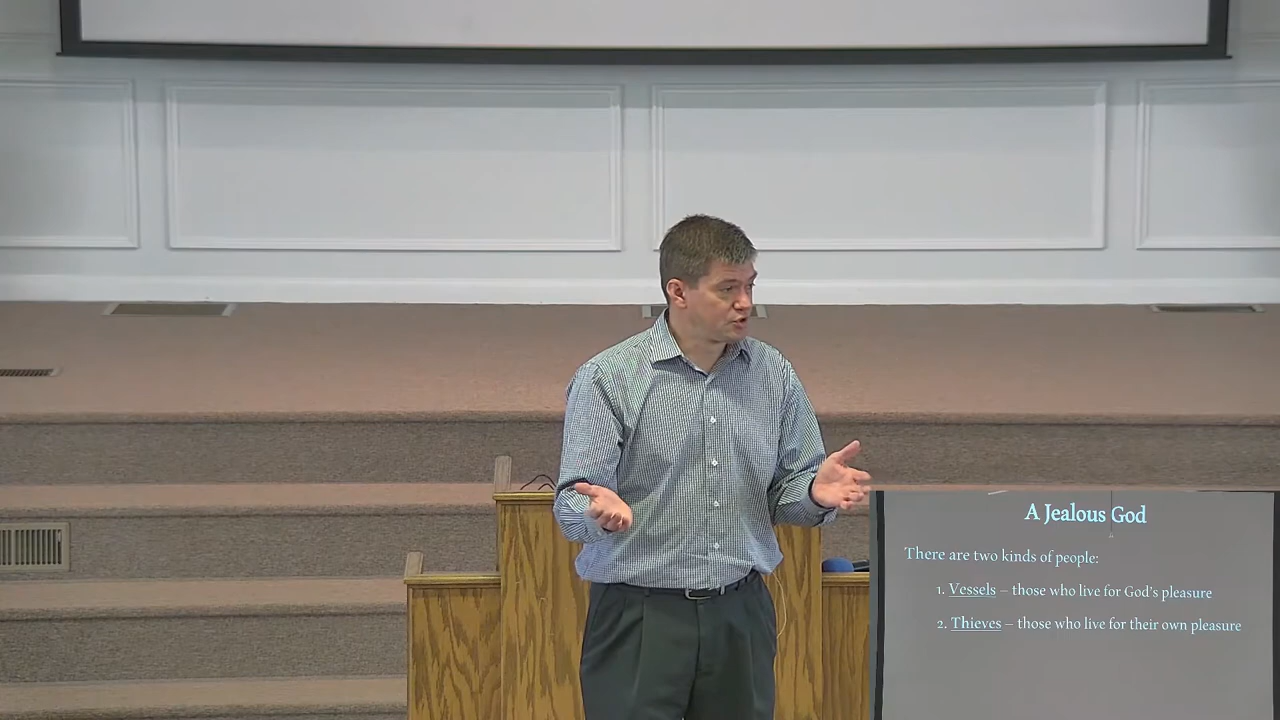 A Jealous God
There are two kinds of people:
1. Vessels – those who live for God's pleasure
2. Thieves – those who live for their own pleasure